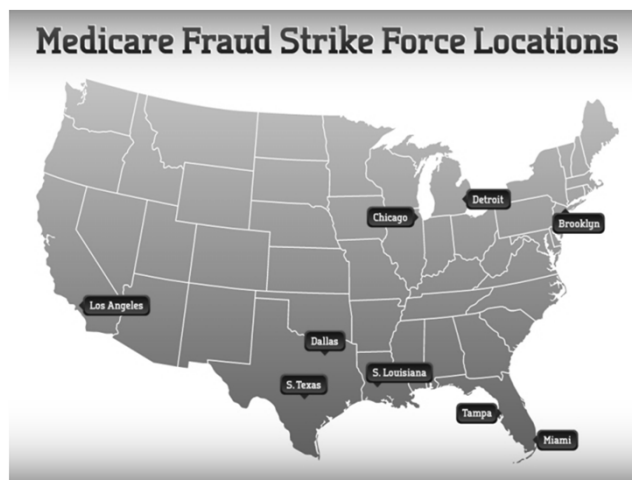 Medicare Fraud Strike Force Locations
Detroit
Chicago
Brooklyn
Los Angeles
Dallas
S. Louisiana
S. Texas
Tampa
Miami